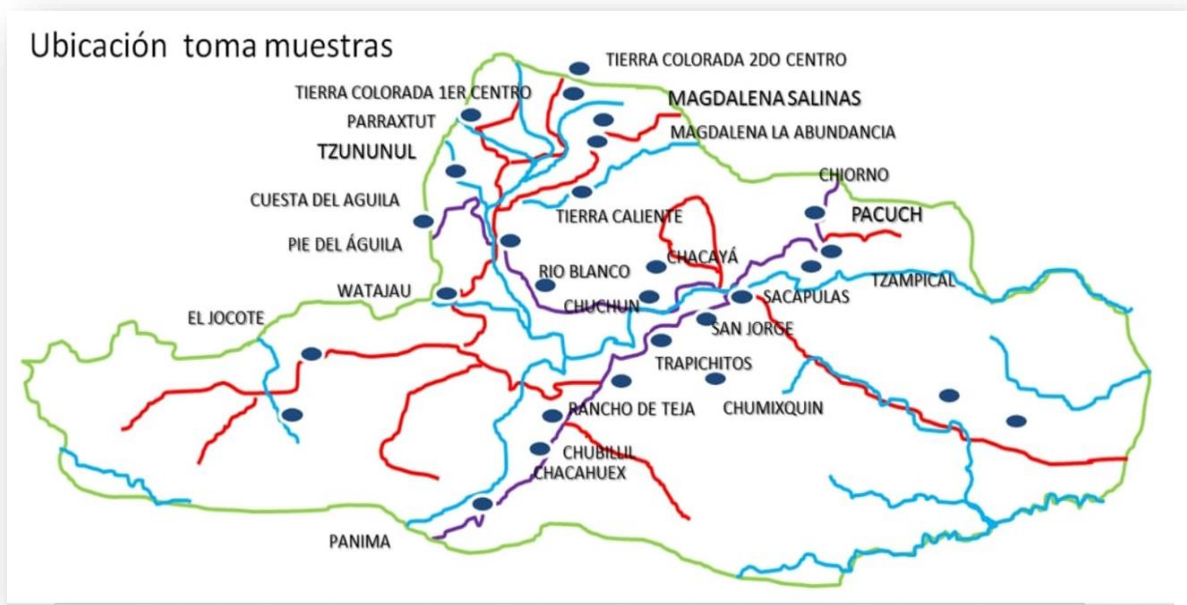 Ubicación toma muestras
TIERRA COLORADA 2DO CENTRO
TIERRA COLORADA 1ER CENTRO
MAGDALENA SALINAS
PARRAXTUT
MAGDALENA LA ABUNDANCIA
TZUNUNUL
CHIORNO
CUESTA DEL AGUILA
TIERRA CALIENTE
PACUCH
PIE DEL ÁGUILA
CHACAYÁ
RIO BLANCO
TZAMPICAL
WATAJAU
SACAPULAS
CHUCHUN
EL JOCOTE
SAN JORGE
TRAPICHITOS
RANCHO DE TEJA
CHUMIXQUIN
CHUBILLIL
CHACAHUEX
PANIMA